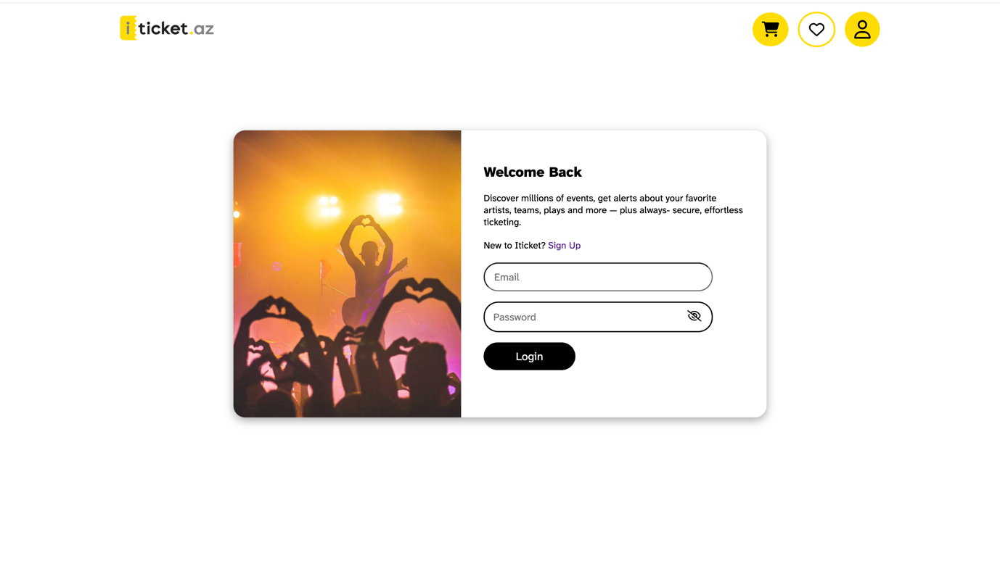 iticket.az
Welcome Back
Discover millions of events, get alerts about your favorite
artists, teams, plays and more — plus always- secure, effortless
ticketing.
New to Iticket? Sign Up
Email
Password
Login